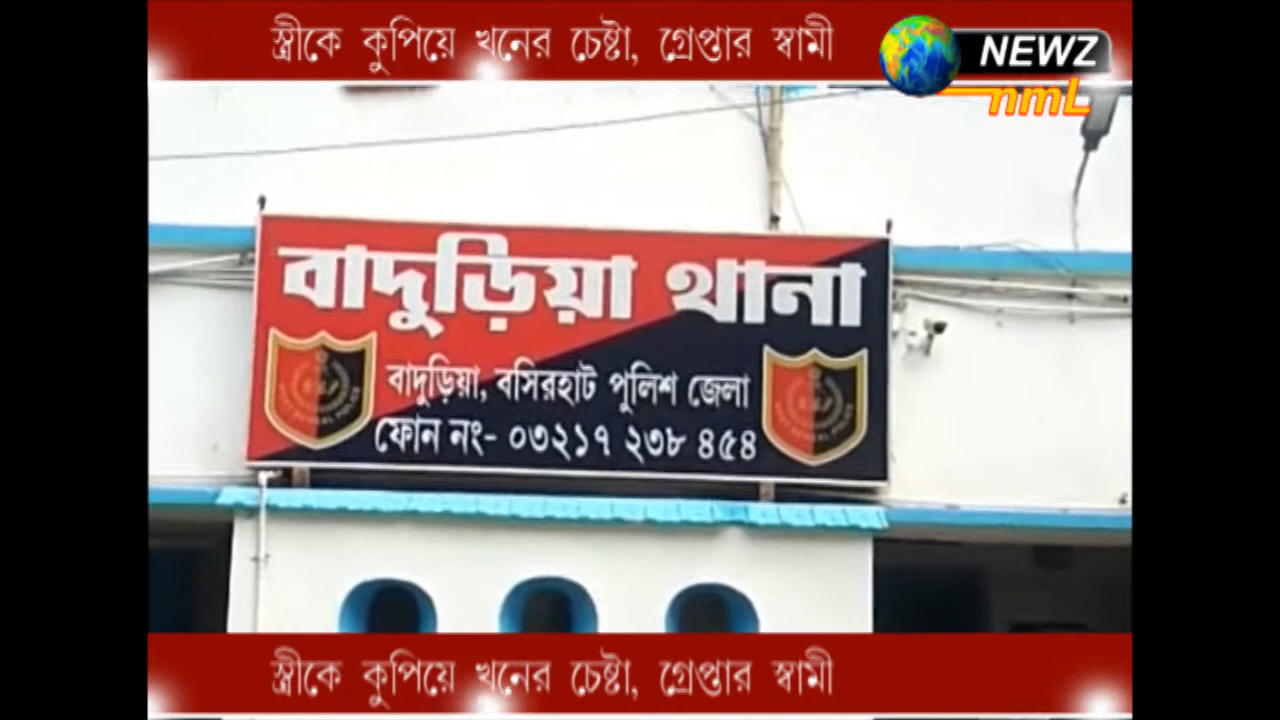 স্ত্রীকে কুপিয়ে খুনের চেষ্টা, গ্রেপ্তার স্বামী
NEWZ
nmL
বাদুড়িয়া থানা
বাদুড়িয়া, বসিরহাট পুলিশ জেলা
ফোন নং- ০৩২১৭ ২৩৮ ৪৫৪
স্ত্রীকে কুপিয়ে খুনের চেষ্টা, গ্রেপ্তার স্বামী